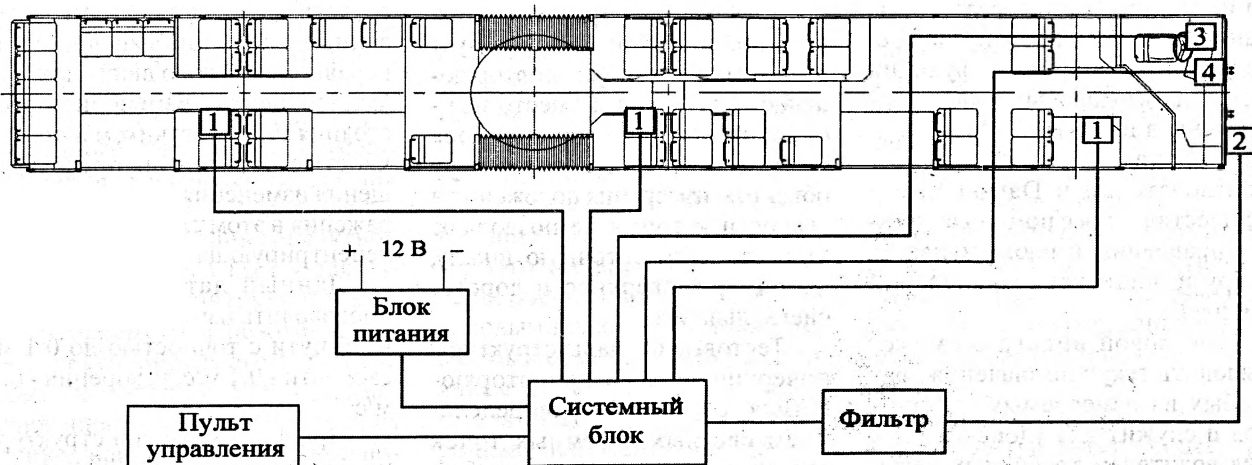 3
4
1
1
1
2
+ 12 В –
Блок
питания
Системный
блок
Фильтр
Пульт
управления